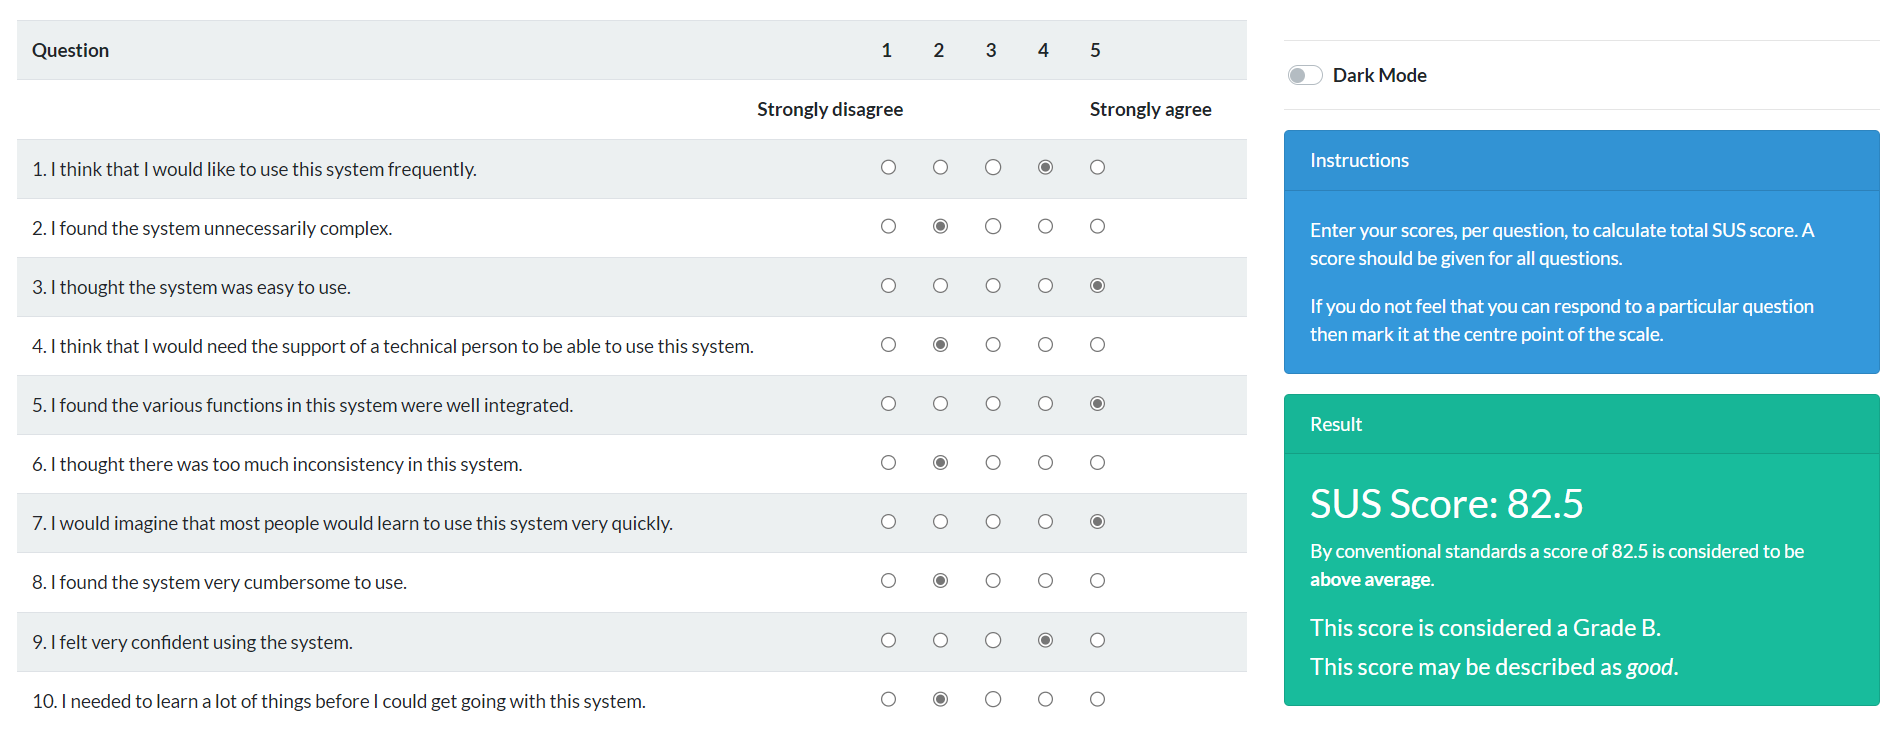 Question 1 2 3 4 5
Strongly disagree Strongly agree
1. I think that I would like to use this system frequently.
2. I found the system unnecessarily complex.
3. I thought the system was easy to use.
4. I think that I would need the support of a technical person to be able to use this system.
5. I found the various functions in this system were well integrated.
6. I thought there was too much inconsistency in this system.
7. I would imagine that most people would learn to use this system very quickly.
8. I found the system very cumbersome to use.
9. I felt very confident using the system.
10. I needed to learn a lot of things before I could get going with this system.
Dark Mode
Instructions
Enter your scores, per question, to calculate total SUS score. A
score should be given for all questions.
If you do not feel that you can respond to a particular question
then mark it at the centre point of the scale.
Result
SUS Score: 82.5
By conventional standards a score of 82.5 is considered to be
above average.
This score is considered a Grade B.
This score may be described as good.